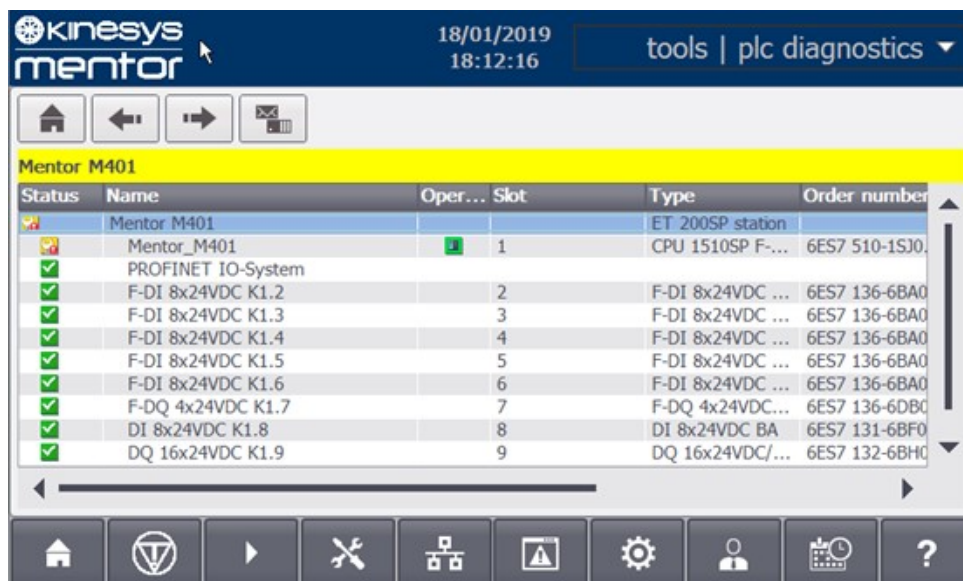 kinesys
mentor
18/01/2019
18:12:16
tools | plc diagnostics
Mentor M401
Status Name Oper... Slot Type Order number
Mentor M401 ET 200SP station
Mentor_M401 1 CPU 1510SP F-... 6ES7 510-1SJ0.
PROFINET IO-System
F-DI 8x24VDC K1.2 2 F-DI 8x24VDC ... 6ES7 136-6BA0
F-DI 8x24VDC K1.3 3 F-DI 8x24VDC ... 6ES7 136-6BA0
F-DI 8x24VDC K1.4 4 F-DI 8x24VDC ... 6ES7 136-6BA0
F-DI 8x24VDC K1.5 5 F-DI 8x24VDC ... 6ES7 136-6BA0
F-DI 8x24VDC K1.6 6 F-DI 8x24VDC ... 6ES7 136-6BA0
F-DQ 4x24VDC K1.7 7 F-DQ 4x24VDC... 6ES7 136-6DB0
DI 8x24VDC K1.8 8 DI 8x24VDC BA 6ES7 131-6BF0
DQ 16x24VDC K1.9 9 DQ 16x24VDC/... 6ES7 132-6BH0
?